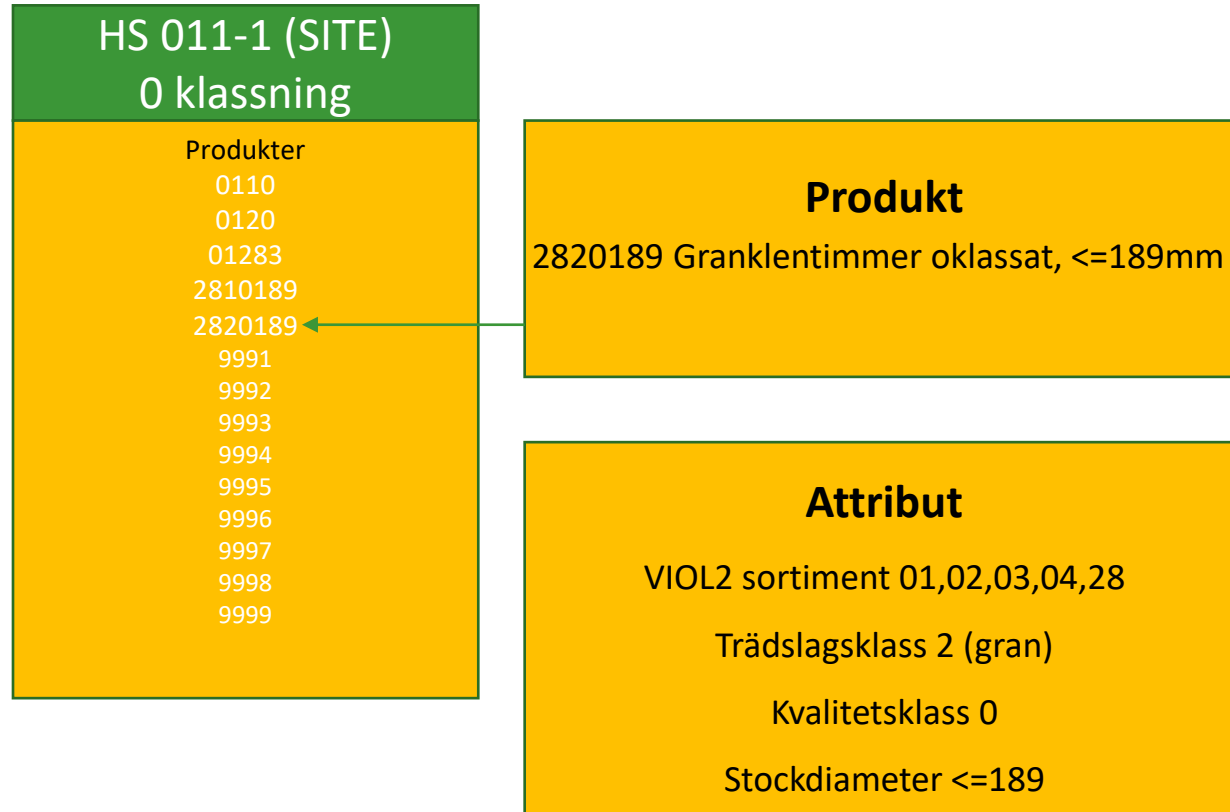 HS 011-1 (SITE)
0 klassning
Produkter
0110
0120
01283
2810189
2820189
9991
9992
9993
9994
9995
9996
9997
9998
9999
Produkt
2820189 Granklentimmer oklassat, <=189mm
Attribut
VIOL2 sortiment 01,02,03,04,28
Trädslagsklass 2 (gran)
Kvalitetsklass 0
Stockdiameter <=189